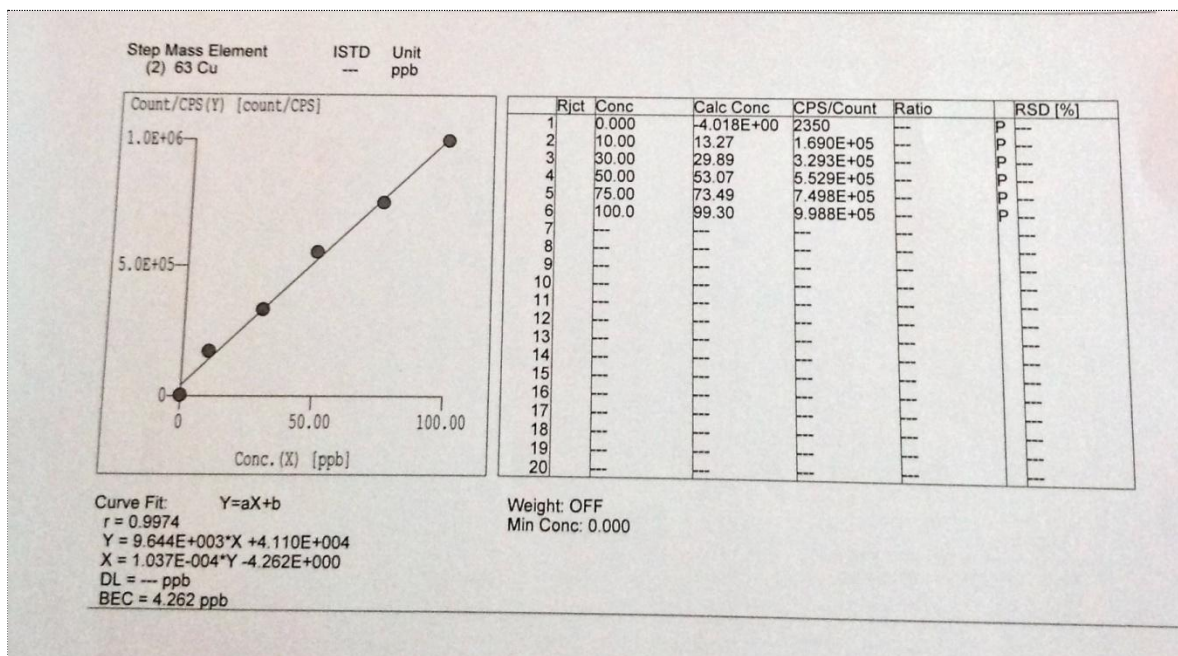 Step Mass Element ISTD Unit
(2) 63 Cu --- ppb
Count/CPS(Y) [count/CPS]
1.0E+06
5.0E+05
0
0 50.00 100.00
Conc.(X) [ppb]
Rjct Conc Calc Conc CPS/Count Ratio RSD [%]
1 0.000 -4.018E+00 2350 --- P ---
2 10.00 13.27 1.690E+05 --- P ---
3 30.00 29.89 3.293E+05 --- P ---
4 50.00 53.07 5.529E+05 --- P ---
5 75.00 73.49 7.498E+05 --- P ---
6 100.0 99.30 9.988E+05 --- P ---
7 --- --- --- --- ---
8 --- --- --- --- ---
9 --- --- --- --- ---
10 --- --- --- --- ---
11 --- --- --- --- ---
12 --- --- --- --- ---
13 --- --- --- --- ---
14 --- --- --- --- ---
15 --- --- --- --- ---
16 --- --- --- --- ---
17 --- --- --- --- ---
18 --- --- --- --- ---
19 --- --- --- --- ---
20 --- --- --- --- ---
Curve Fit: Y=aX+b
r = 0.9974
Y = 9.644E+003*X +4.110E+004
X = 1.037E-004*Y -4.262E+000
DL = --- ppb
BEC = 4.262 ppb
Weight: OFF
Min Conc: 0.000